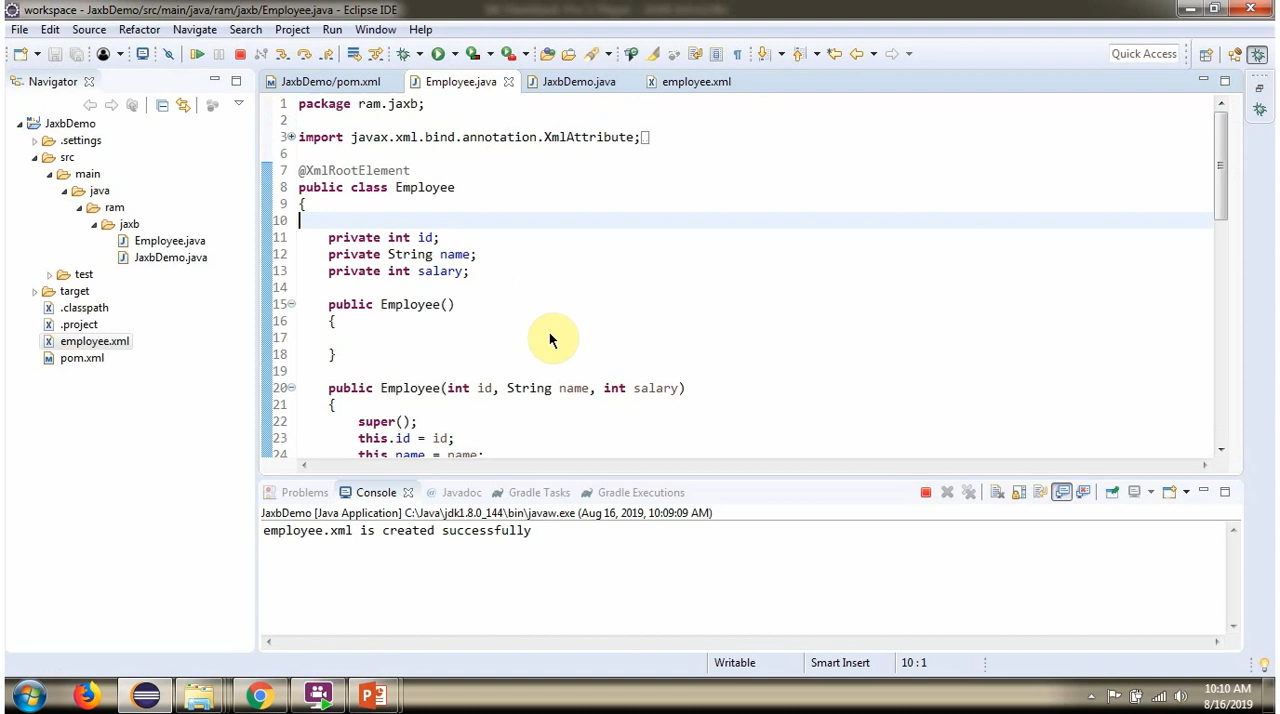 workspace - JaxbDemo/src/main/java/ram/jaxb/Employee.java - Eclipse IDE
File Edit Source Refactor Navigate Search Project Run Window Help
Quick Access
Navigator
JaxbDemo/pom.xml Employee.java JaxbDemo.java employee.xml
JaxbDemo
.settings
src
main
java
ram
jaxb
Employee.java
JaxbDemo.java
test
target
.classpath
.project
employee.xml
pom.xml
1 package ram.jaxb;
2
3 import javax.xml.bind.annotation.XmlAttribute;
6
7 @XmlRootElement
8 public class Employee
9 {
10
11 private int id;
12 private String name;
13 private int salary;
14
15 public Employee()
16 {
17
18 }
19
20 public Employee(int id, String name, int salary)
21 {
22 super();
23 this.id = id;
24 this.name = name;
Problems Console Javadoc Gradle Tasks Gradle Executions
JaxbDemo [Java Application] C:\Java\jdk1.8.0_144\bin\javaw.exe (Aug 16, 2019, 10:09:09 AM)
employee.xml is created successfully
Writable Smart Insert 10 : 1
10:10 AM
8/16/2019